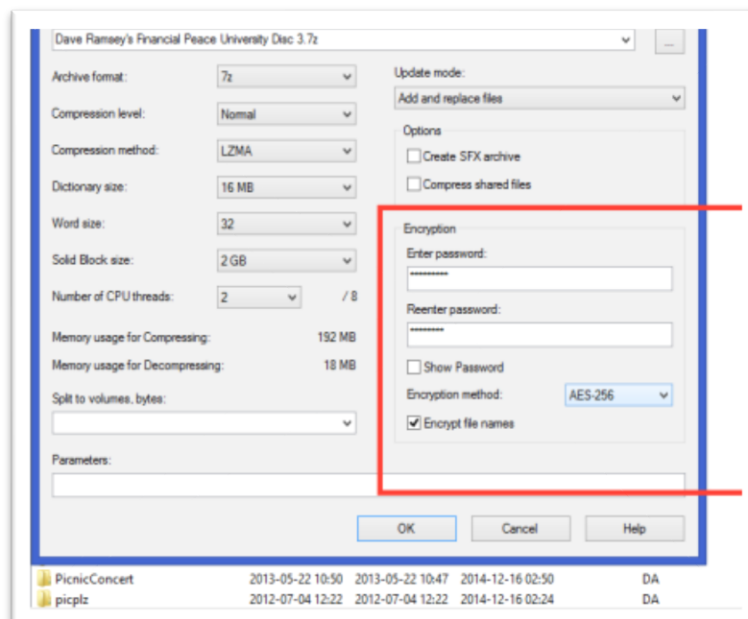 Dave Ramsey's Financial Peace University Disc 3.7z
...
Archive format: 7z
Compression level: Normal
Compression method: LZMA
Dictionary size: 16 MB
Word size: 32
Solid Block size: 2 GB
Number of CPU threads: 2 / 8
Memory usage for Compressing: 192 MB
Memory usage for Decompressing: 18 MB
Split to volumes, bytes:
Parameters:
Update mode:
Add and replace files
Options
Create SFX archive
Compress shared files
Encryption
Enter password:
*********
Reenter password:
********
Show Password
Encryption method: AES-256
Encrypt file names
OK Cancel Help
PicnicConcert 2013-05-22 10:50 2013-05-22 10:47 2014-12-16 02:50 DA
picplz 2012-07-04 12:22 2012-07-04 12:22 2014-12-16 02:24 DA